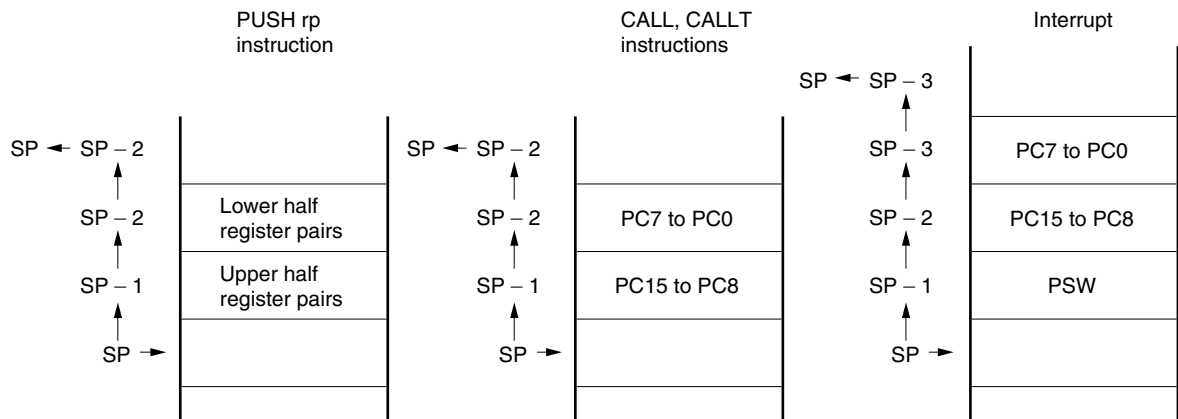 PUSH rp
instruction
SP
SP – 2
SP – 2
Lower half
register pairs
SP – 1
Upper half
register pairs
SP
CALL, CALLT
instructions
SP
SP – 2
SP – 2
PC7 to PC0
SP – 1
PC15 to PC8
SP
Interrupt
SP
SP – 3
SP – 3
PC7 to PC0
SP – 2
PC15 to PC8
SP – 1
PSW
SP